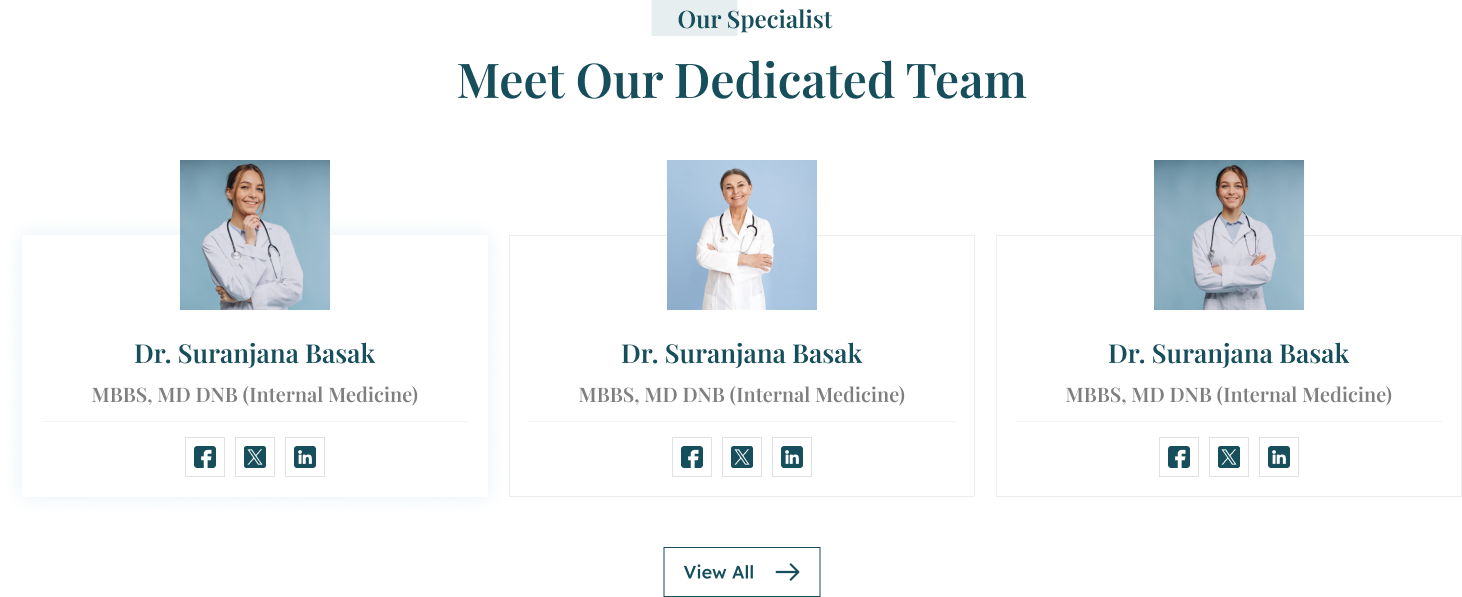 Our Specialist
Meet Our Dedicated Team
Dr. Suranjana Basak
MBBS, MD DNB (Internal Medicine)
Dr. Suranjana Basak
MBBS, MD DNB (Internal Medicine)
Dr. Suranjana Basak
MBBS, MD DNB (Internal Medicine)
View All